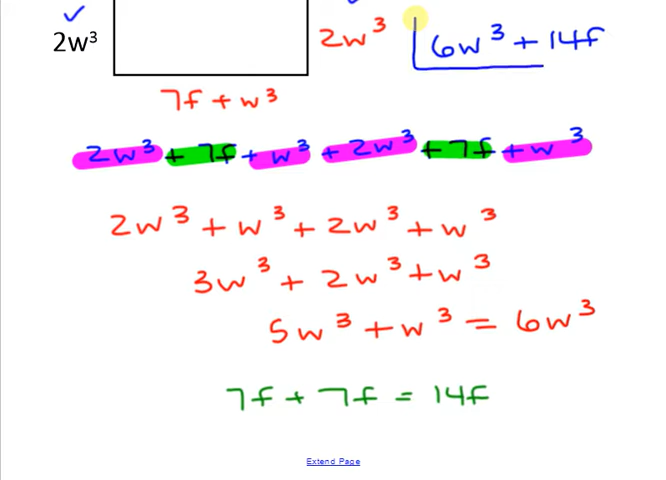 2w³ 2w³ 6w³ + 14f
7f + w³
2w³ + 7f + w³ + 2w³ + 7f + w³
2w³ + w³ + 2w³ + w³
3w³ + 2w³ + w³
5w³ + w³ = 6w³
7f + 7f = 14f
Extend Page